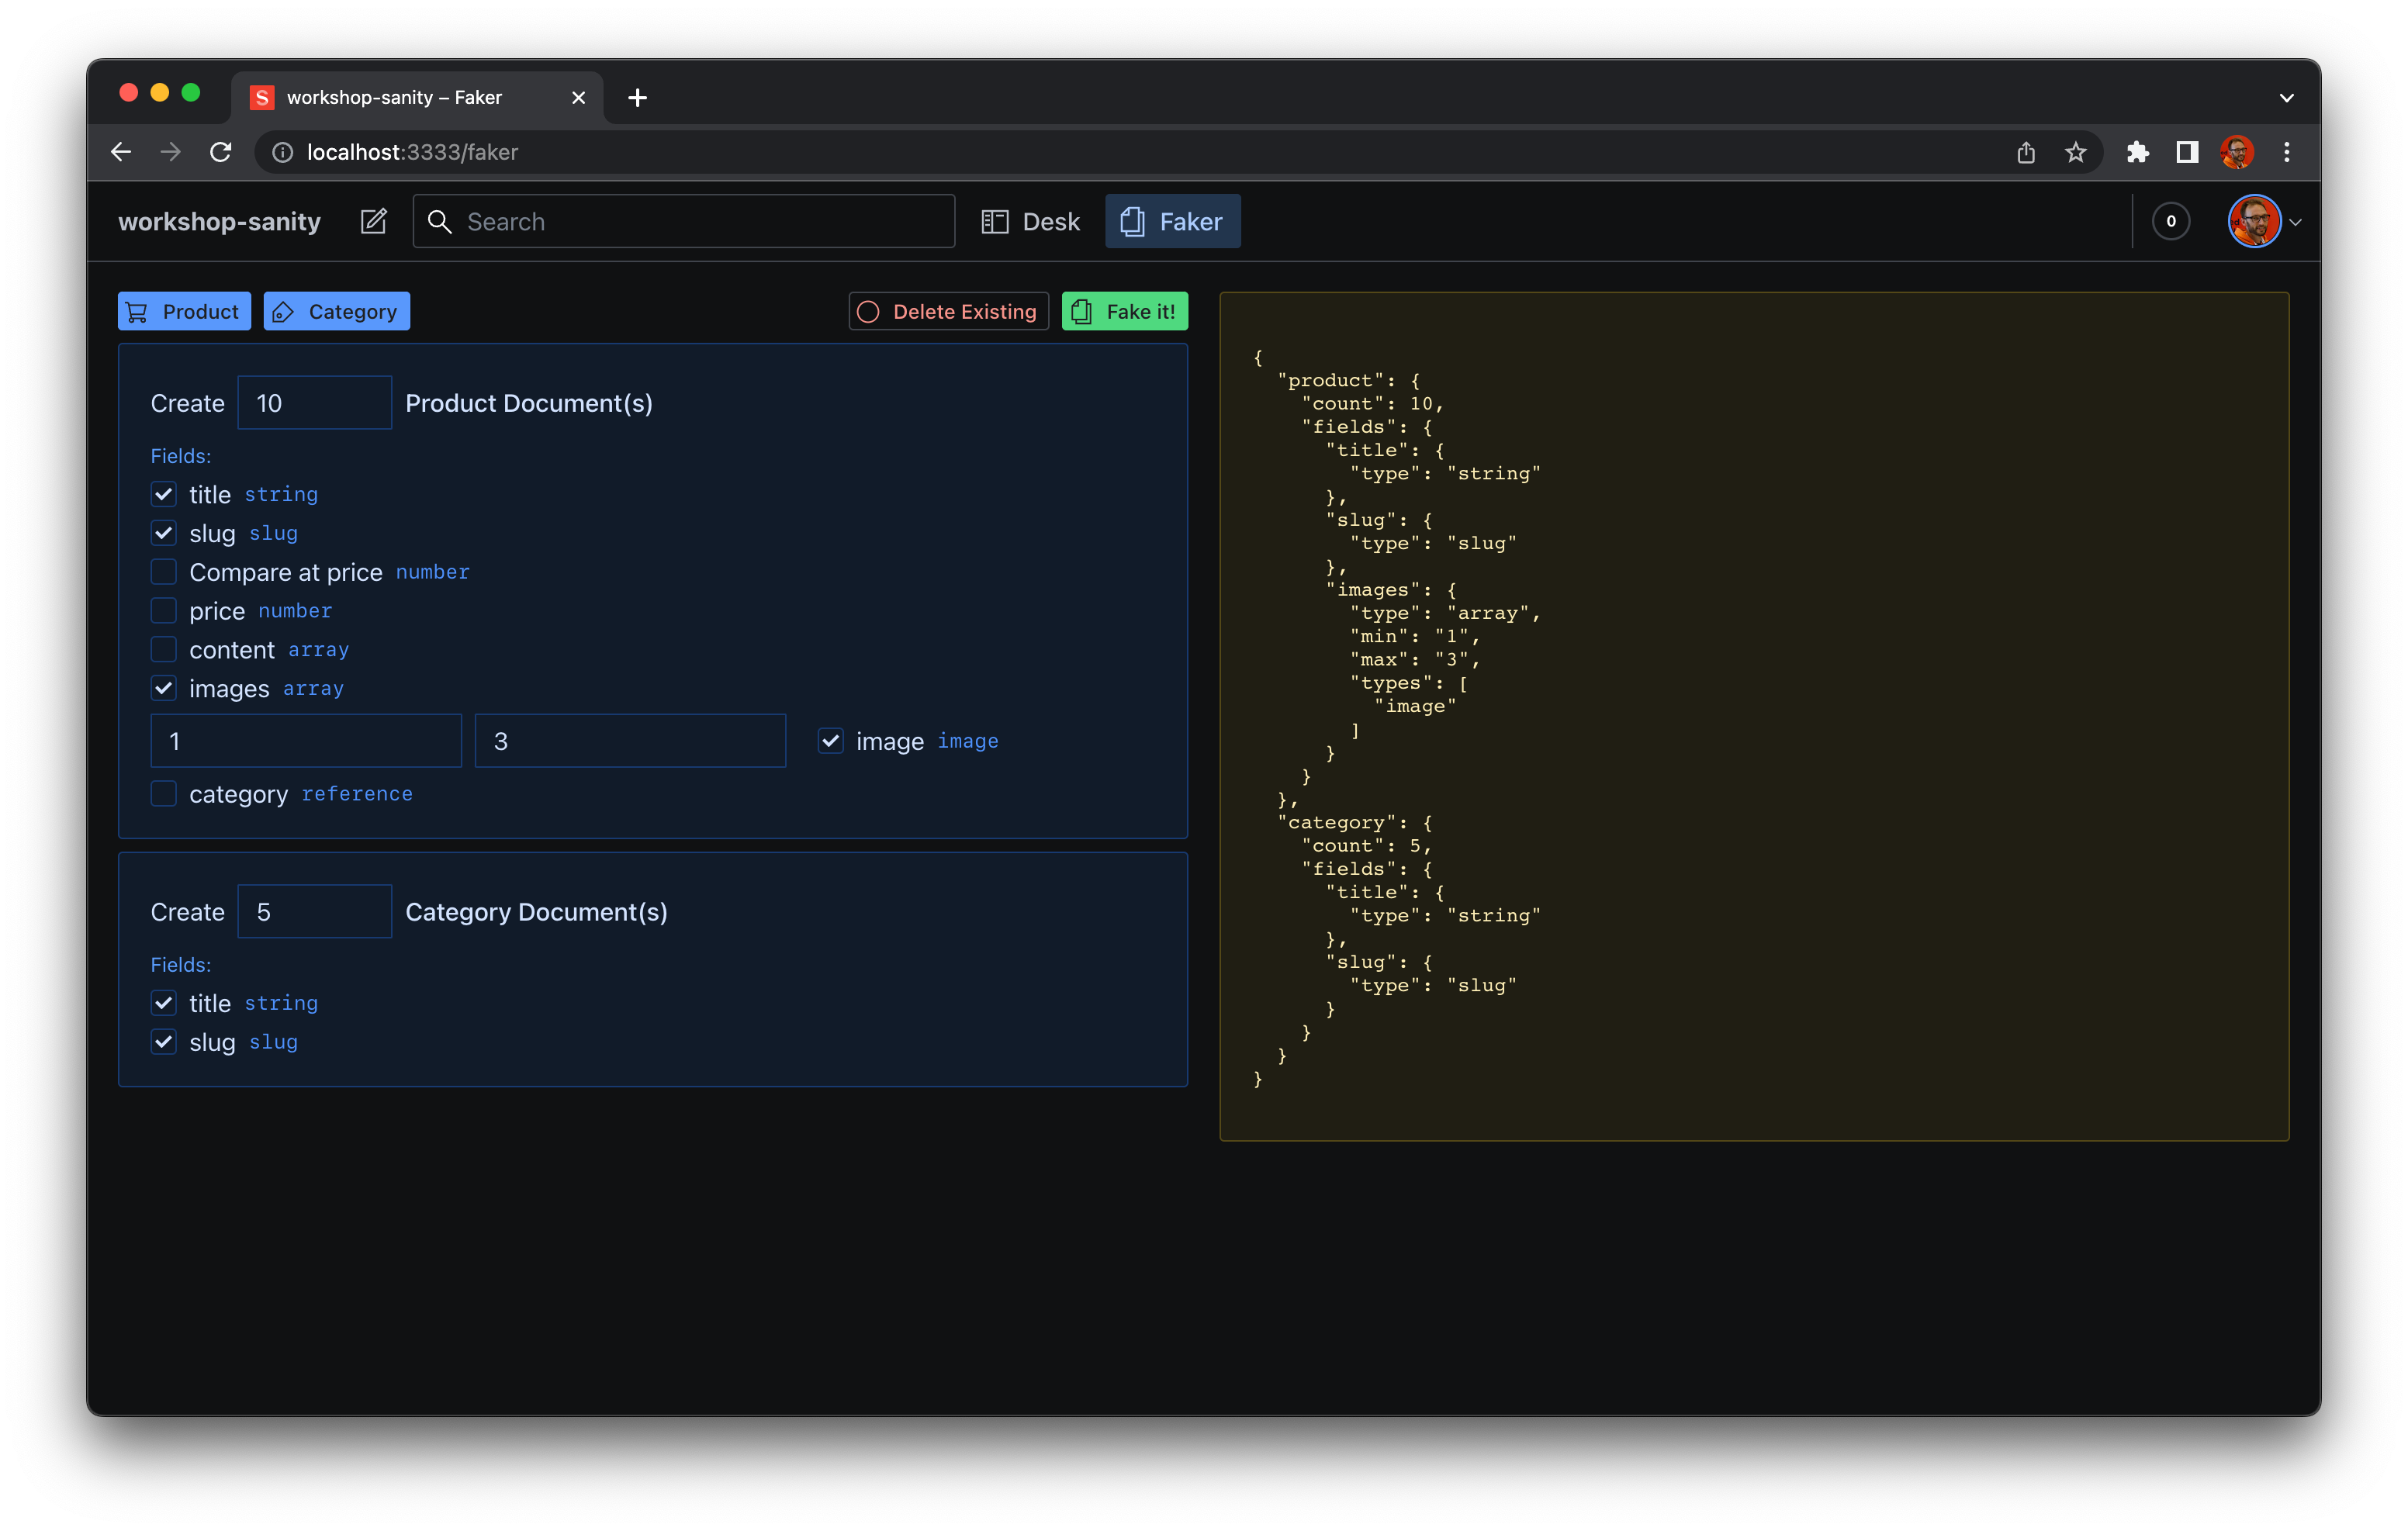 workshop-sanity – Faker
localhost:3333/faker
workshop-sanity
Search
Desk
Faker
0
Product
Category
Delete Existing
Fake it!
Create 10 Product Document(s)
Fields:
title string
slug slug
Compare at price number
price number
content array
images array
1 3 image image
category reference
Create 5 Category Document(s)
Fields:
title string
slug slug
{
"product": {
"count": 10,
"fields": {
"title": {
"type": "string"
},
"slug": {
"type": "slug"
},
"images": {
"type": "array",
"min": "1",
"max": "3",
"types": [
"image"
]
}
}
},
"category": {
"count": 5,
"fields": {
"title": {
"type": "string"
},
"slug": {
"type": "slug"
}
}
}
}